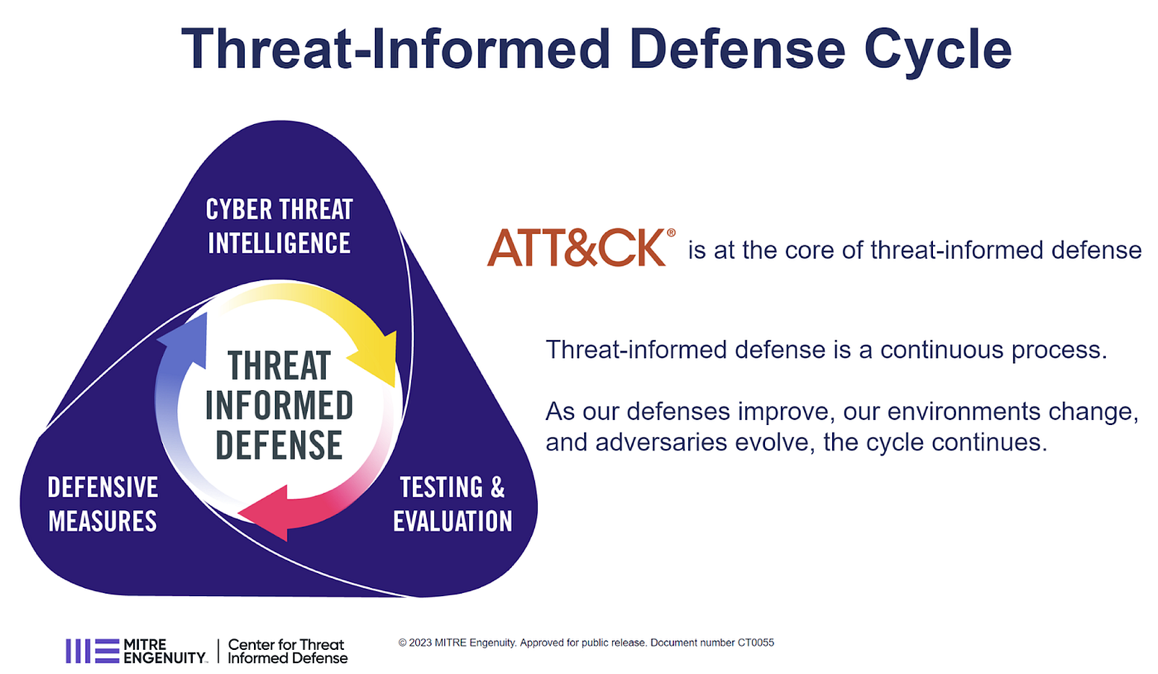 Threat-Informed Defense Cycle
CYBER THREAT
INTELLIGENCE
THREAT
INFORMED
DEFENSE
DEFENSIVE
MEASURES
TESTING &
EVALUATION
ATT&CK® is at the core of threat-informed defense
Threat-informed defense is a continuous process.
As our defenses improve, our environments change,
and adversaries evolve, the cycle continues.
MITRE
ENGENUITY™
Center for Threat
Informed Defense
© 2023 MITRE Engenuity. Approved for public release. Document number CT0055